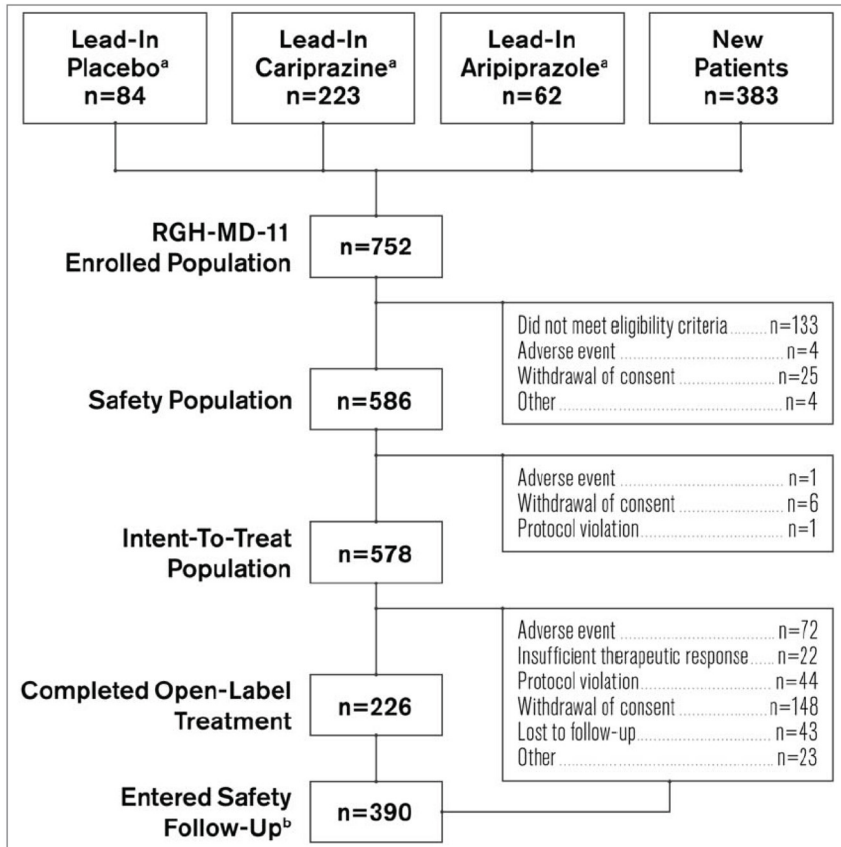 Lead-In
Placeboᵃ
n=84
Lead-In
Cariprazineᵃ
n=223
Lead-In
Aripiprazoleᵃ
n=62
New
Patients
n=383
RGH-MD-11
Enrolled Population
n=752
Did not meet eligibility criteria ........ n=133
Adverse event ........ n=4
Withdrawal of consent ........ n=25
Other ........ n=4
Safety Population
n=586
Adverse event ........ n=1
Withdrawal of consent ........ n=6
Protocol violation ........ n=1
Intent-To-Treat
Population
n=578
Adverse event ........ n=72
Insufficient therapeutic response ..... n=22
Protocol violation ........ n=44
Withdrawal of consent ........ n=148
Lost to follow-up ........ n=43
Other ........ n=23
Completed Open-Label
Treatment
n=226
Entered Safety
Follow-Upᵇ
n=390